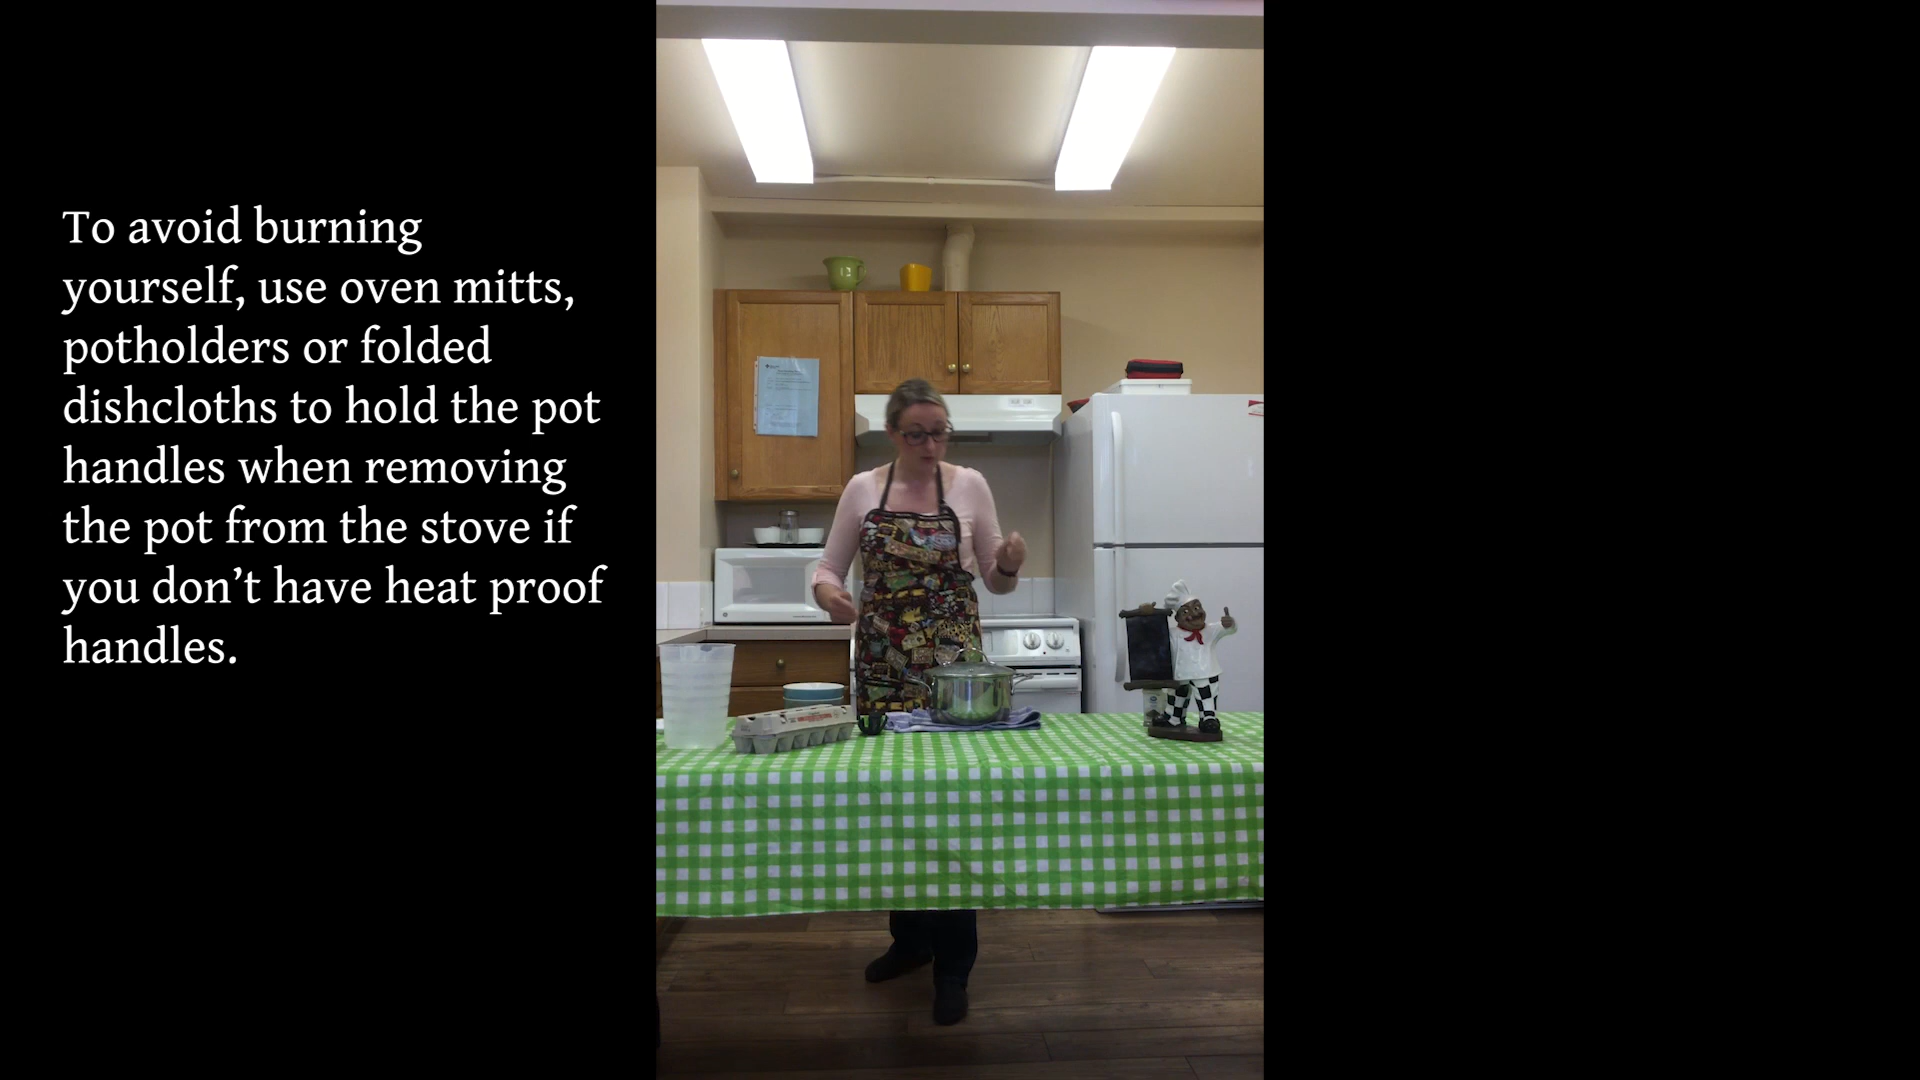 To avoid burning
yourself, use oven mitts,
potholders or folded
dishcloths to hold the pot
handles when removing
the pot from the stove if
you don’t have heat proof
handles.